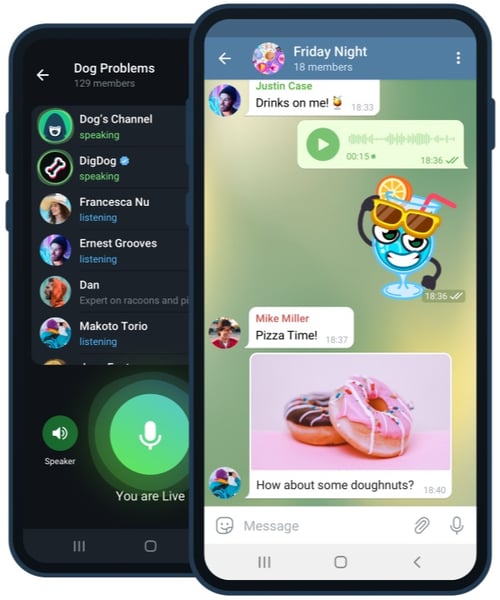 Dog Problems
129 members
Dog's Channel
speaking
DigDog
speaking
Francesca Nu
listening
Ernest Grooves
listening
Dan
Expert on racoons and pi
Makoto Torio
listening
Speaker
You are Live
Friday Night
18 members
Justin Case
Drinks on me!
18:33
00:15
18:36
18:36
Mike Miller
Pizza Time!
18:37
How about some doughnuts?
18:40
Message